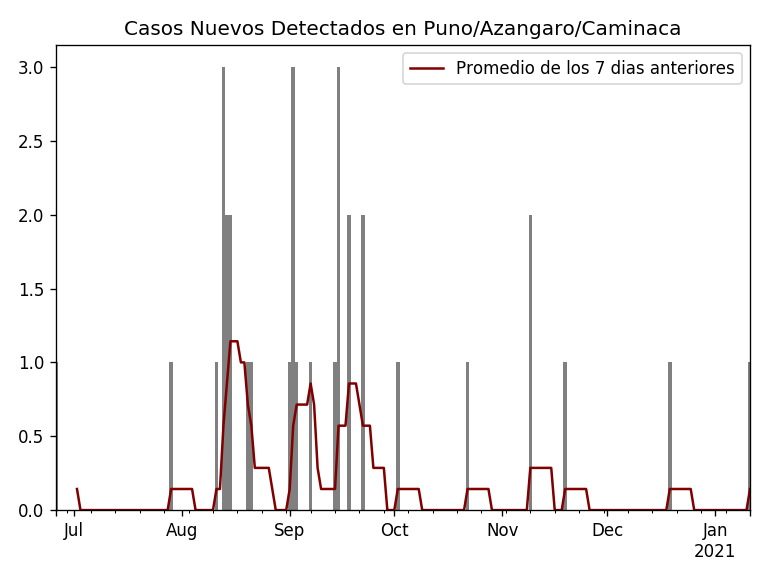 Casos Nuevos Detectados en Puno/Azangaro/Caminaca
Promedio de los 7 dias anteriores
3.0
2.5
2.0
1.5
1.0
0.5
0.0
Jul Aug Sep Oct Nov Dec Jan
2021